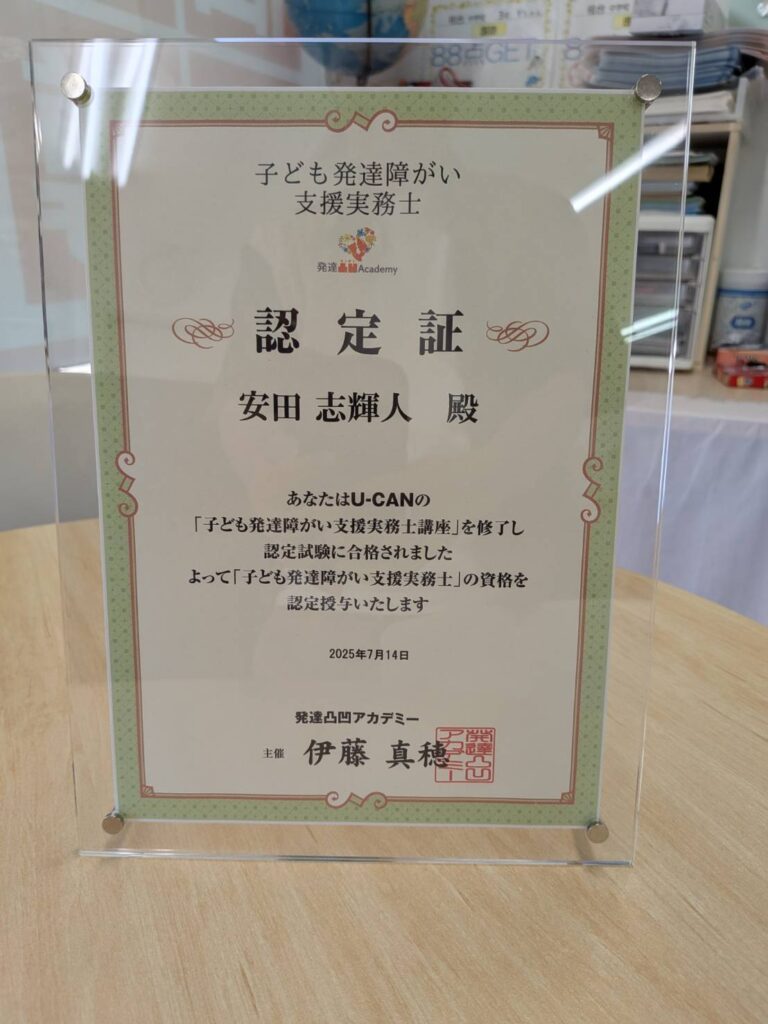 88点GET
子ども発達障がい
支援実務士
発達凸凹Academy
認定証
安田 志輝人 殿
あなたはU-CANの
「子ども発達障がい支援実務士講座」を修了し
認定試験に合格されました
よって「子ども発達障がい支援実務士」の資格を
認定授与いたします
2025年7月14日
発達凸凹アカデミー
主催 伊藤 真穂